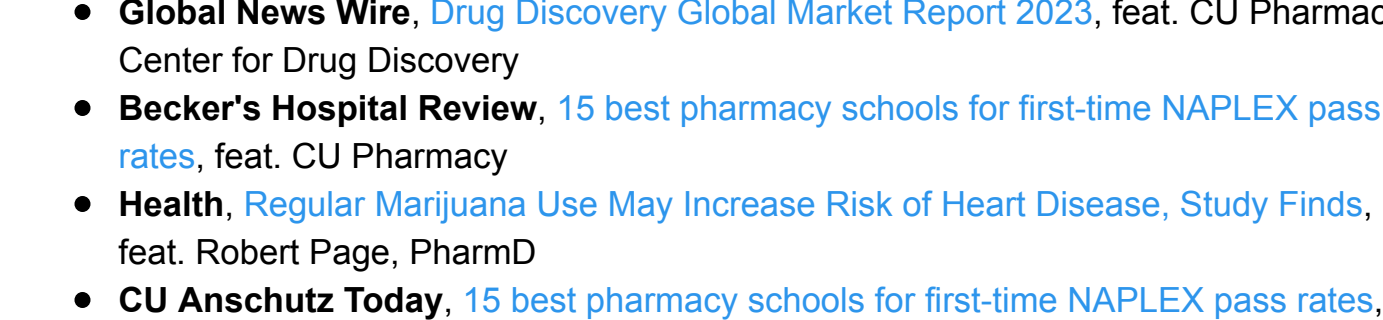 • Global News Wire, Drug Discovery Global Market Report 2023, feat. CU Pharmac
Center for Drug Discovery
• Becker's Hospital Review, 15 best pharmacy schools for first-time NAPLEX pass
rates, feat. CU Pharmacy
• Health, Regular Marijuana Use May Increase Risk of Heart Disease, Study Finds,
feat. Robert Page, PharmD
• CU Anschutz Today, 15 best pharmacy schools for first-time NAPLEX pass rates,